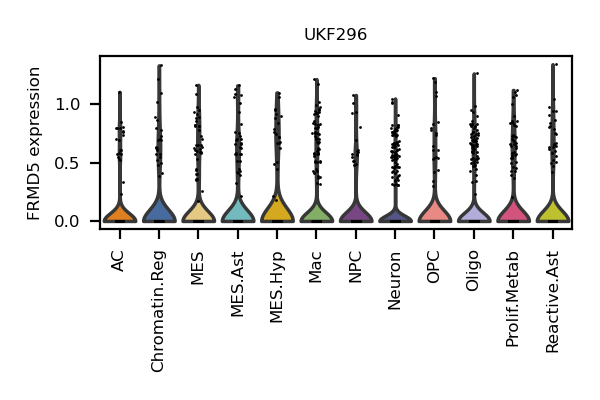 UKF296
FRMD5 expression
1.0
0.5
0.0
AC
Chromatin.Reg
MES
MES.Ast
MES.Hyp
Mac
NPC
Neuron
OPC
Oligo
Prolif.Metab
Reactive.Ast